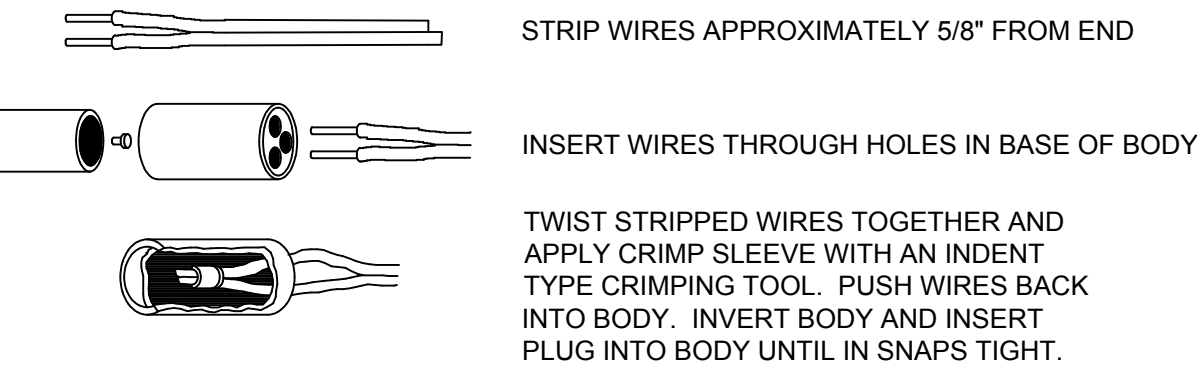 STRIP WIRES APPROXIMATELY 5/8" FROM END
INSERT WIRES THROUGH HOLES IN BASE OF BODY
TWIST STRIPPED WIRES TOGETHER AND
APPLY CRIMP SLEEVE WITH AN INDENT
TYPE CRIMPING TOOL.  PUSH WIRES BACK
INTO BODY.  INVERT BODY AND INSERT
PLUG INTO BODY UNTIL IN SNAPS TIGHT.